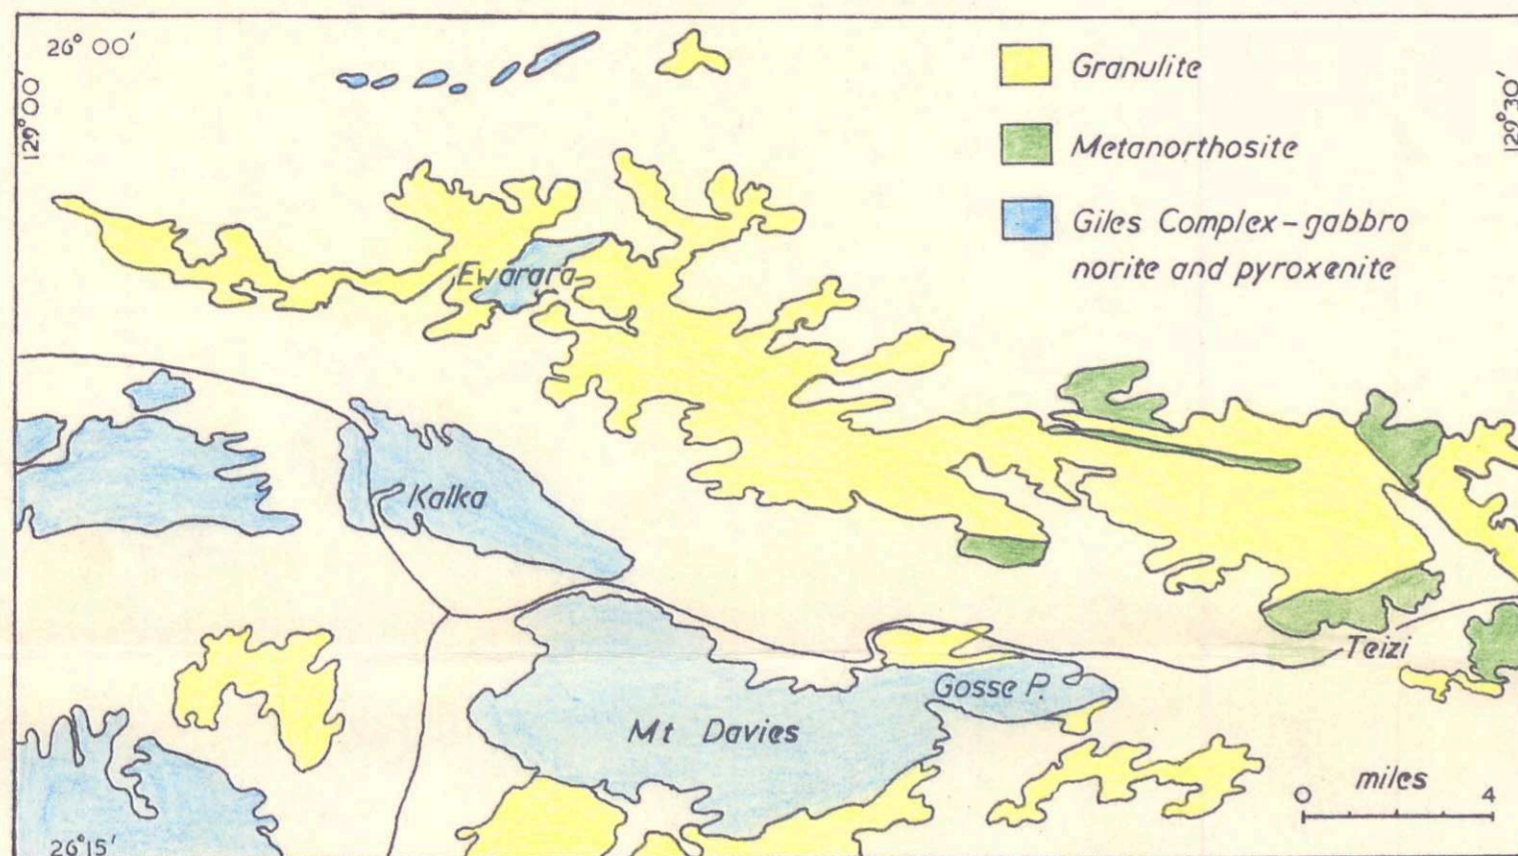 26° 00'
129° 00'
Granulite
129° 30'
Metanorthosite
Giles Complex - gabbro
norite and pyroxenite
Ewarara
Kalka
Teizi
Gosse P.
Mt Davies
miles
0 4
26° 15'